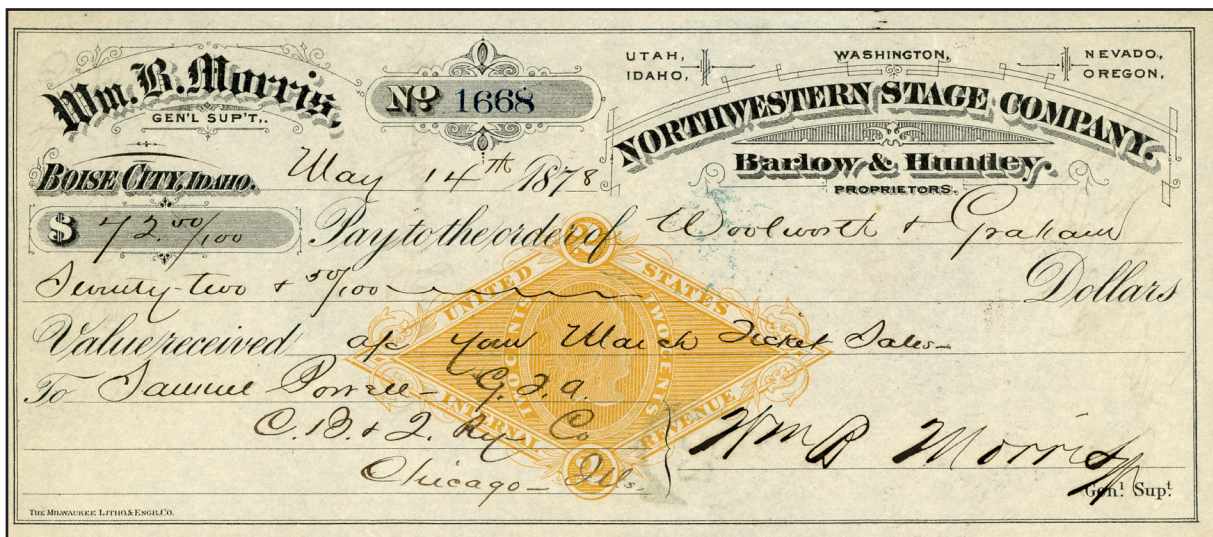 Wm. B. Morris,
GEN'L SUP'T,.
No 1668
UTAH, WASHINGTON, NEVADO,
IDAHO, OREGON,
NORTHWESTERN STAGE COMPANY.
Barlow & Huntley.
PROPRIETORS.
BOISE CITY, IDAHO. May 14th 1878
$ 72.50/100 Pay to the order of Woolworth & Graham
Seventy-two & 50/100 Dollars
Value received a/c your March Ticket Sales
To Samuel Powell - G. T. A.
C. B. & Q. Ry Co
Chicago - Ills.
Wm B Morris
Gen'l Supt.
2
UNITED STATES
TWO CENTS TWO CENTS
INTERNAL REVENUE
2
THE MILWAUKEE LITHO & ENGR. CO.